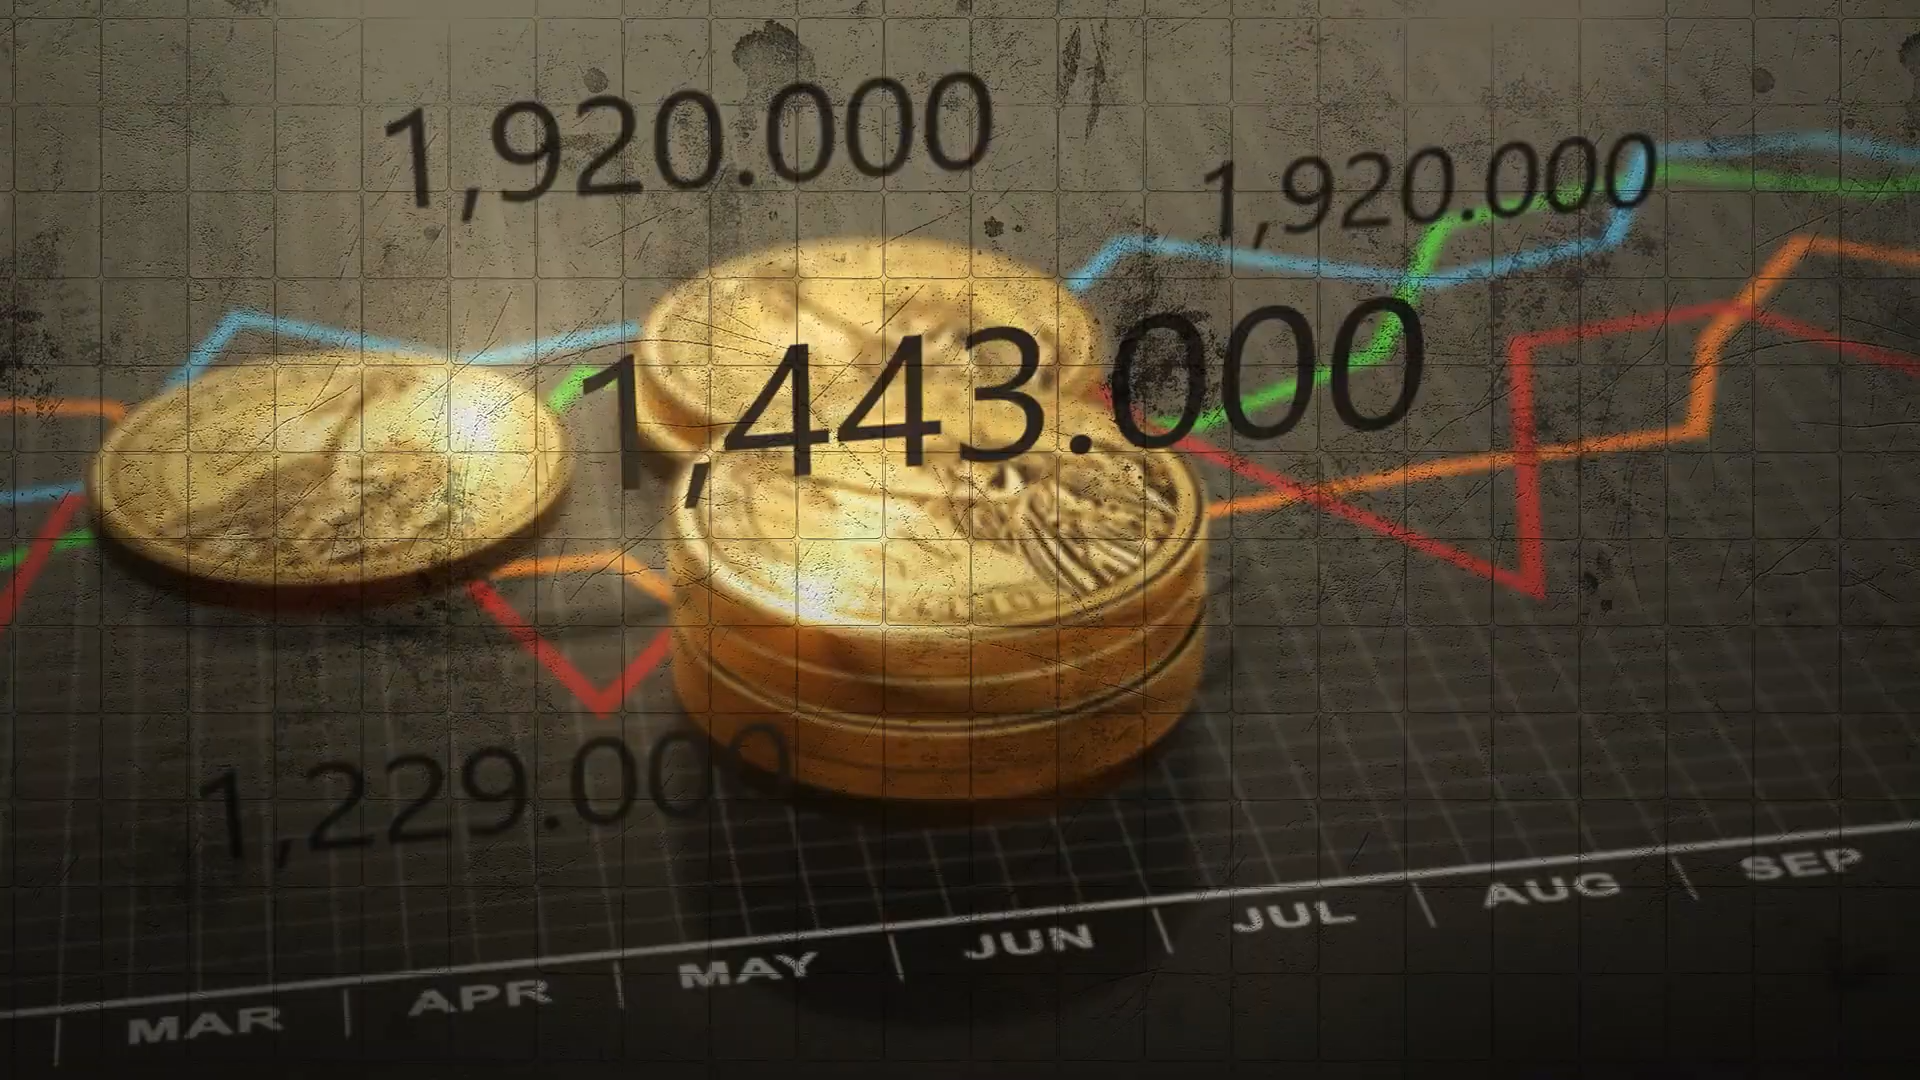 1,920.000
1,920.000
1,443.000
1,229.000
MAR | APR | MAY | JUN | JUL | AUG | SEP